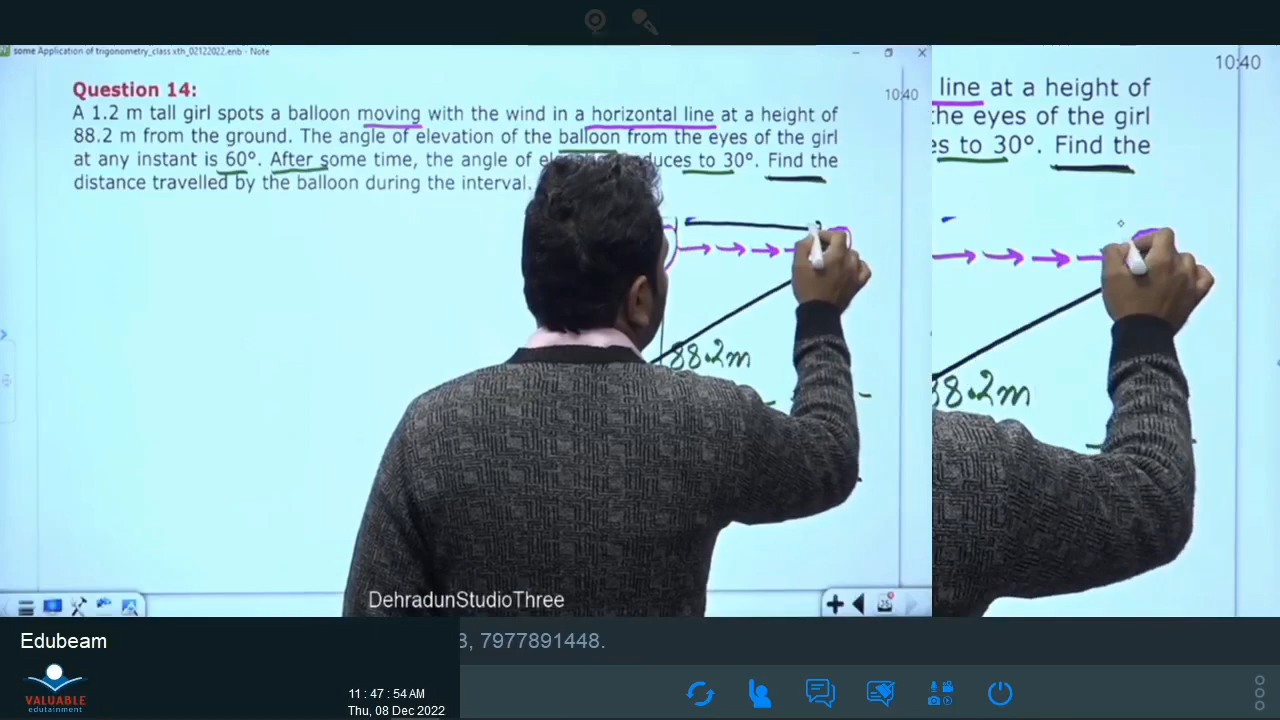 some Application of trigonometry_class xth_02122022.enb - Note
Question 14:
10:40
A 1.2 m tall girl spots a balloon moving with the wind in a horizontal line at a height of
88.2 m from the ground. The angle of elevation of the balloon from the eyes of the girl
at any instant is 60°. After some time, the angle of to 30°. Find the
distance travelled by the balloon during the interval.
88.2m
DehradunStudioThree
10:40
line at a height of
the eyes of the girl
to 30°. Find the
88.2m
Edubeam
8, 7977891448.
VALUABLE
edutainment
11 : 47 : 54 AM
Thu, 08 Dec 2022